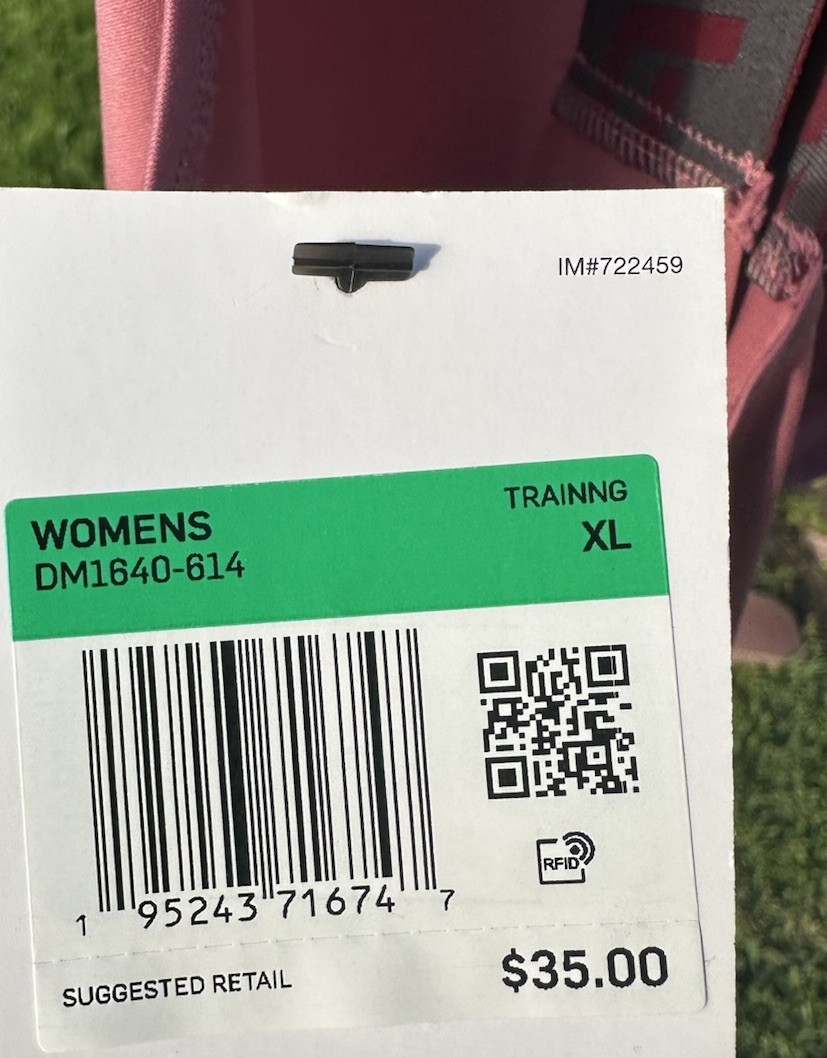 IM#722459
WOMENS
TRAINNG
DM1640-614
XL
1 95243 71674 7
RFID
SUGGESTED RETAIL
$35.00